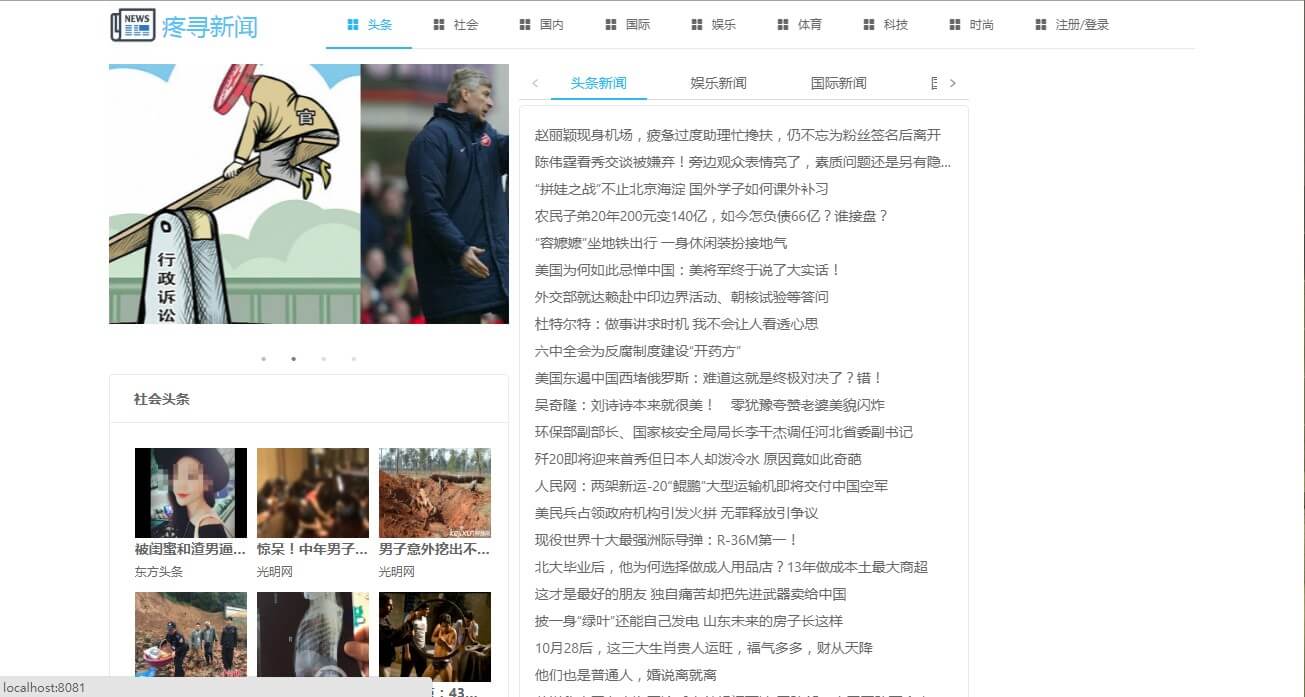 NEWS
疼寻新闻
头条
社会
国内
国际
娱乐
体育
科技
时尚
注册/登录
官
行政诉讼
社会头条
被闺蜜和渣男逼...
东方头条
惊呆！中年男子...
光明网
男子意外挖出不...
光明网
：43...
头条新闻
娱乐新闻
国际新闻
赵丽颖现身机场，疲惫过度助理忙搀扶，仍不忘为粉丝签名后离开
陈伟霆看秀交谈被嫌弃！旁边观众表情亮了，素质问题还是另有隐...
“拼娃之战”不止北京海淀 国外学子如何课外补习
农民子弟20年200元变140亿，如今怎负债66亿？谁接盘？
“容嬷嬷”坐地铁出行 一身休闲装扮接地气
美国为何如此忌惮中国：美将军终于说了大实话！
外交部就达赖赴中印边界活动、朝核试验等答问
杜特尔特：做事讲求时机 我不会让人看透心思
六中全会为反腐制度建设“开药方”
美国东遏中国西堵俄罗斯：难道这就是终极对决了？错！
吴奇隆：刘诗诗本来就很美！　零犹豫夸赞老婆美貌闪炸
环保部副部长、国家核安全局局长李干杰调任河北省委副书记
歼20即将迎来首秀但日本人却泼冷水 原因竟如此奇葩
人民网：两架新运-20“鲲鹏”大型运输机即将交付中国空军
美民兵占领政府机构引发火拼 无罪释放引争议
现役世界十大最强洲际导弹：R-36M第一！
北大毕业后，他为何选择做成人用品店？13年做成本土最大商超
这才是最好的朋友 独自痛苦却把先进武器卖给中国
披一身“绿叶”还能自己发电 山东未来的房子长这样
10月28后，这三大生肖贵人运旺，福气多多，财从天降
他们也是普通人，婚说离就离
localhost:8081